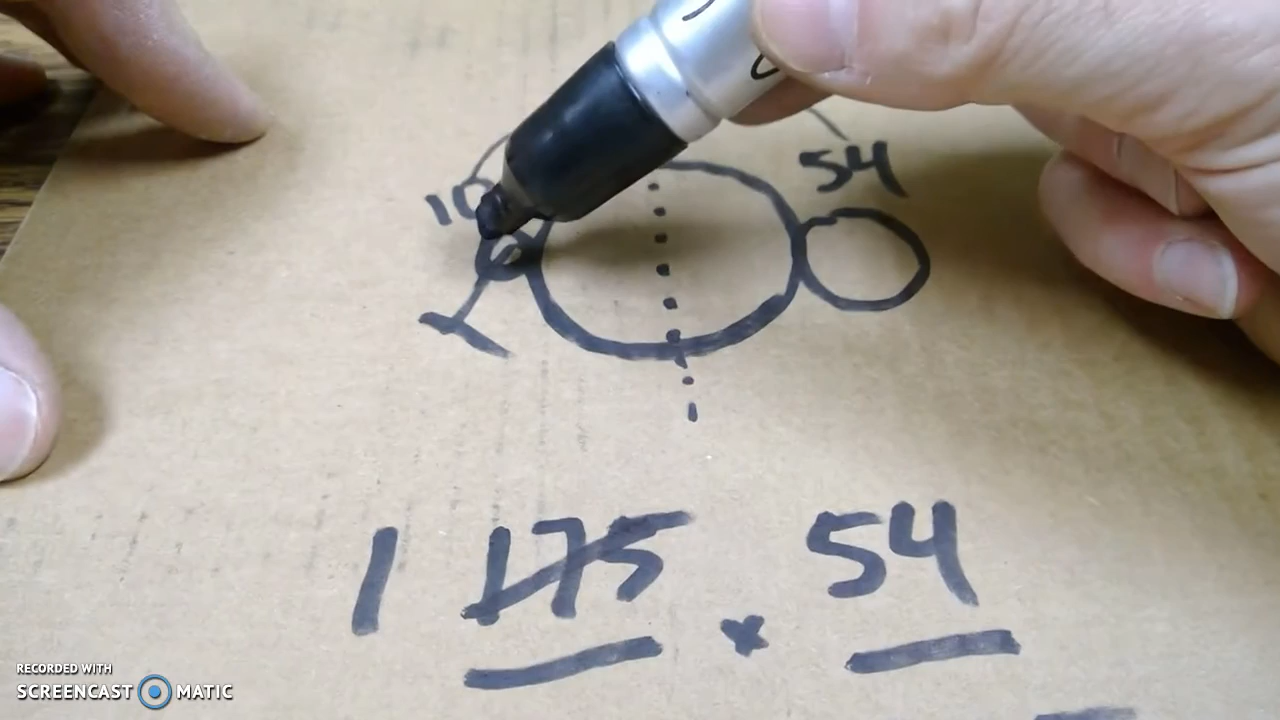 10
54
1 175 x 54
RECORDED WITH
SCREENCAST MATIC